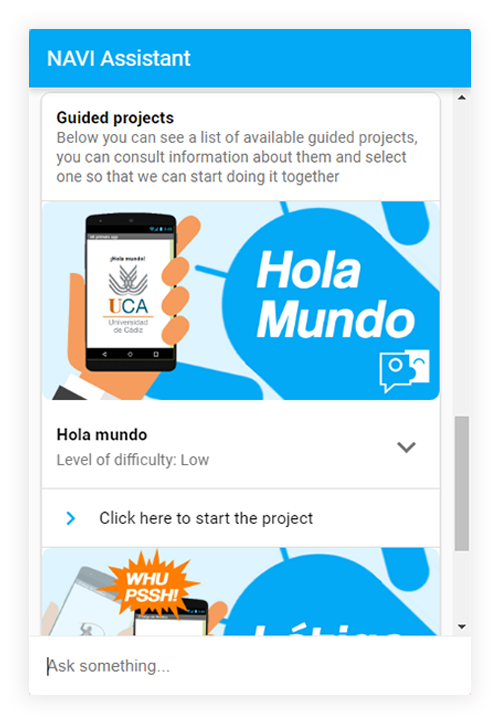 NAVI Assistant
Guided projects
Below you can see a list of available guided projects,
you can consult information about them and select
one so that we can start doing it together
¡Hola mundo!
UCA
Universidad
de Cádiz
Hola
Mundo
Hola mundo
Level of difficulty: Low
Click here to start the project
WHU
PSSH!
Ask something...